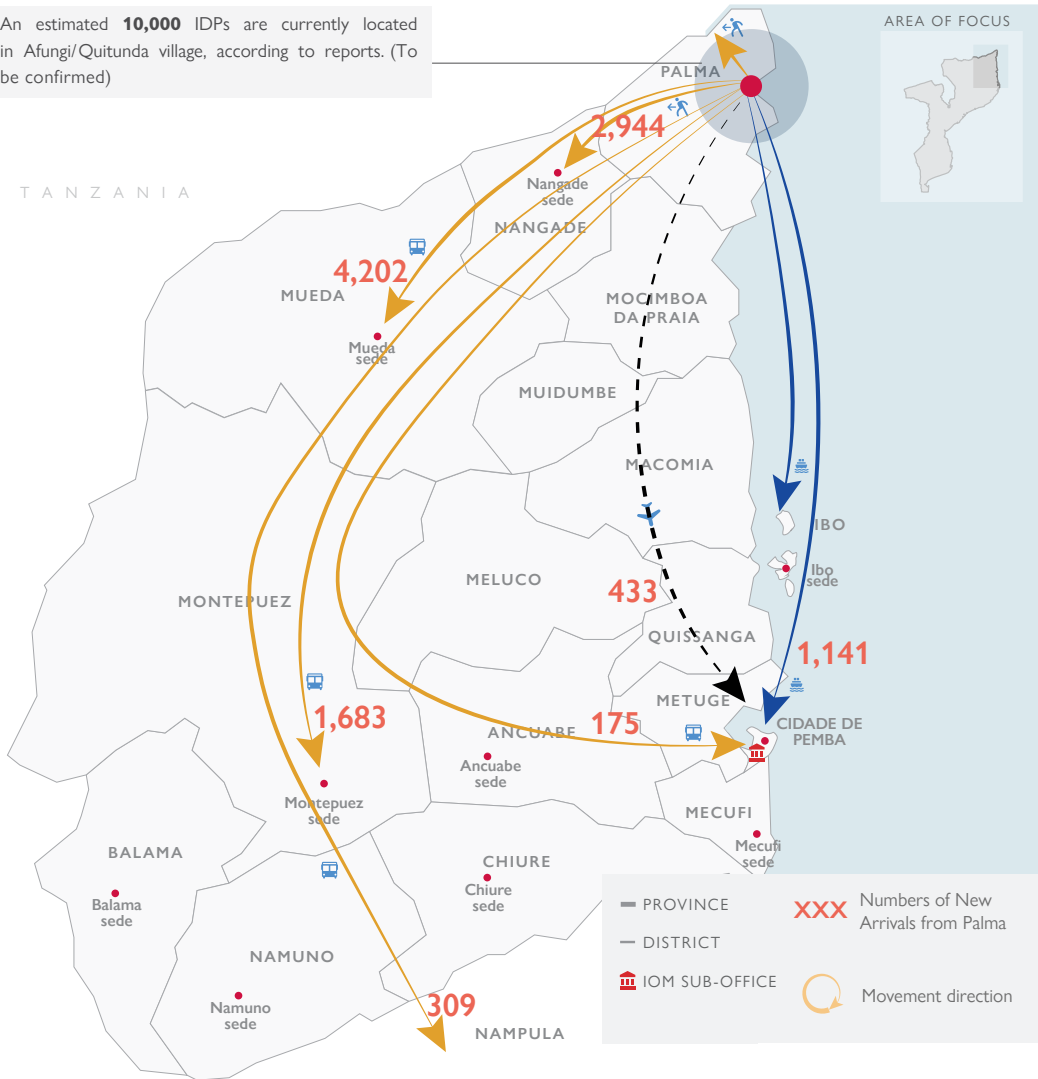 An estimated 10,000 IDPs are currently located
in Afungi/Quitunda village, according to reports. (To
be confirmed)
AREA OF FOCUS
PALMA
2,944
TANZANIA
Nangade
sede
NANGADE
4,202
MUEDA
MOCIMBOA
DA PRAIA
Mueda
sede
MUIDUMBE
MACOMIA
IBO
Ibo
sede
MELUCO
433
MONTEPUEZ
QUISSANGA
1,141
METUGE
1,683
175
ANCUABE
CIDADE DE
PEMBA
Ancuabe
sede
Montepuez
sede
MECUFI
Mecufi
sede
BALAMA
CHIURE
Chiure
sede
Balama
sede
NAMUNO
Namuno
sede
309
NAMPULA
PROVINCE
DISTRICT
IOM SUB-OFFICE
XXX Numbers of New
Arrivals from Palma
Movement direction